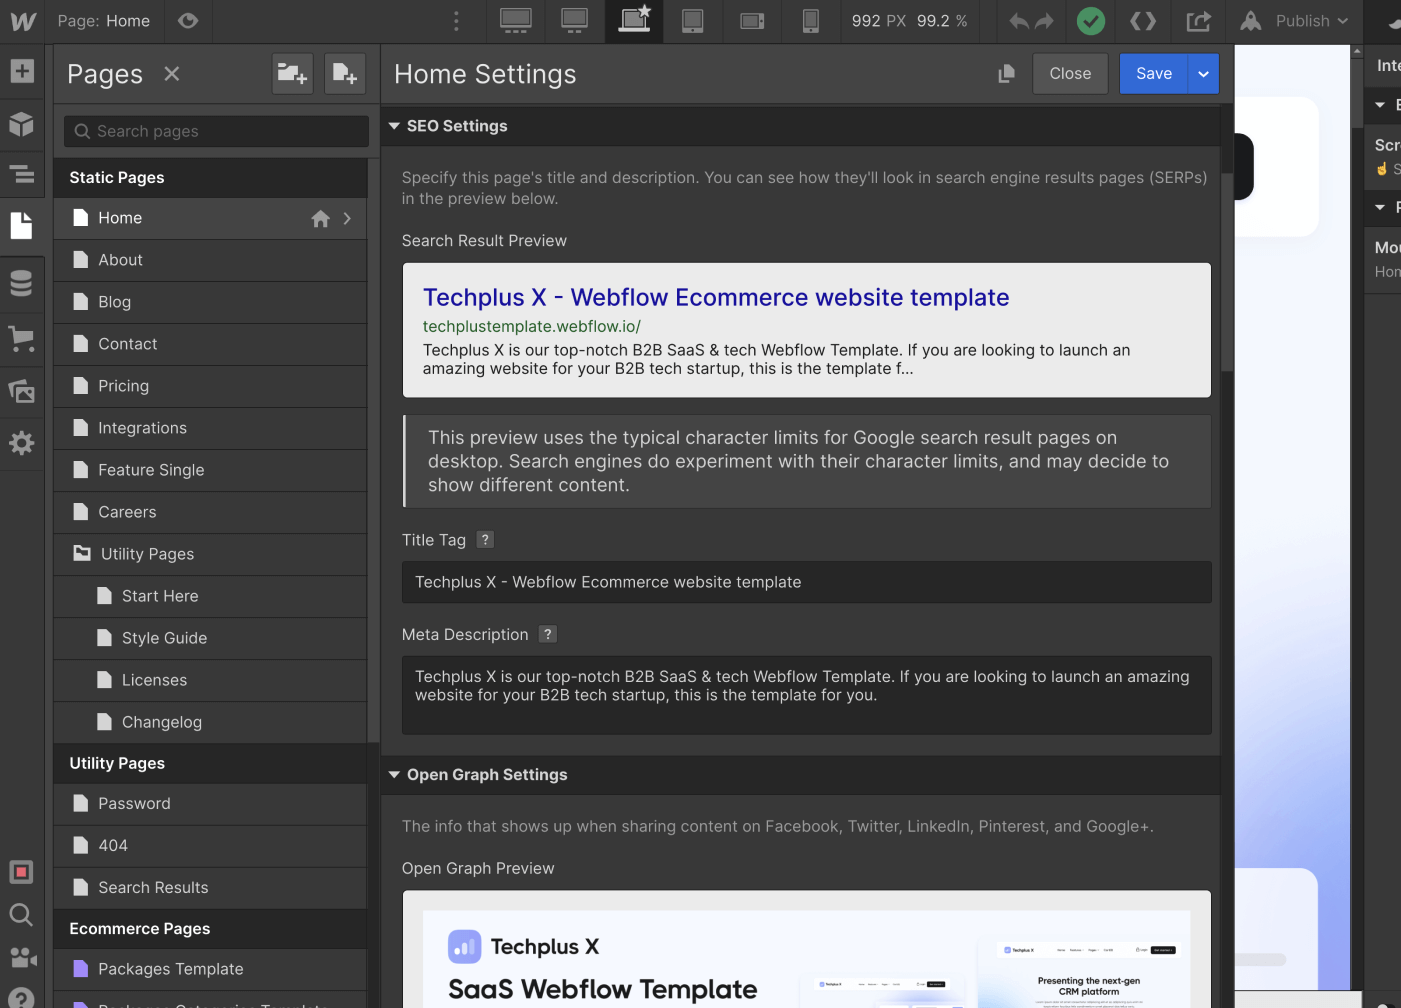 Page: Home
992 PX 99.2 %
Publish
Pages
Search pages
Static Pages
Home
About
Blog
Contact
Pricing
Integrations
Feature Single
Careers
Utility Pages
Start Here
Style Guide
Licenses
Changelog
Utility Pages
Password
404
Search Results
Ecommerce Pages
Packages Template
Home Settings
Close
Save
SEO Settings
Specify this page's title and description. You can see how they'll look in search engine results pages (SERPs)
in the preview below.
Search Result Preview
Techplus X - Webflow Ecommerce website template
techplustemplate.webflow.io/
Techplus X is our top-notch B2B SaaS & tech Webflow Template. If you are looking to launch an
amazing website for your B2B tech startup, this is the template f...
This preview uses the typical character limits for Google search result pages on
desktop. Search engines do experiment with their character limits, and may decide to
show different content.
Title Tag ?
Techplus X - Webflow Ecommerce website template
Meta Description ?
Techplus X is our top-notch B2B SaaS & tech Webflow Template. If you are looking to launch an amazing
website for your B2B tech startup, this is the template for you.
Open Graph Settings
The info that shows up when sharing content on Facebook, Twitter, LinkedIn, Pinterest, and Google+.
Open Graph Preview
Techplus X
SaaS Webflow Template
Techplus X
Presenting the next-gen
CRM platform
Inte
Scr
Mou
Hom